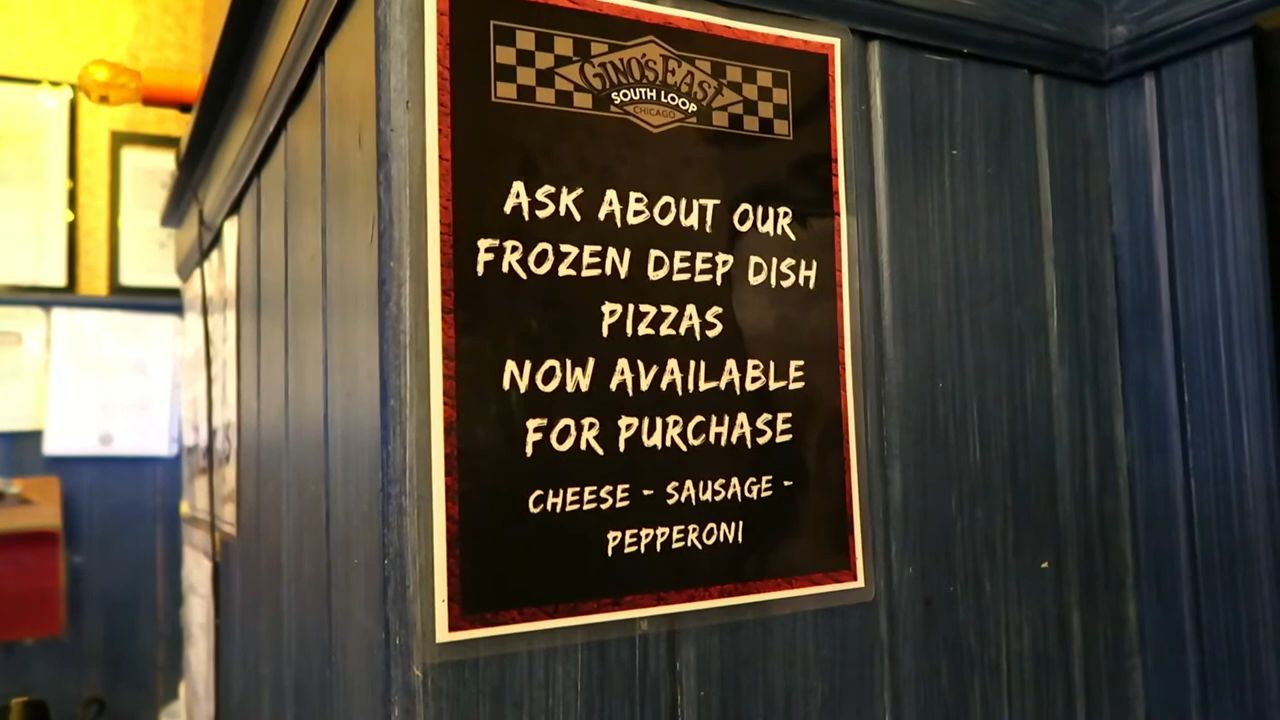 GINO'S EAST
SOUTH LOOP
CHICAGO
ASK ABOUT OUR
FROZEN DEEP DISH
PIZZAS
NOW AVAILABLE
FOR PURCHASE
CHEESE - SAUSAGE -
PEPPERONI